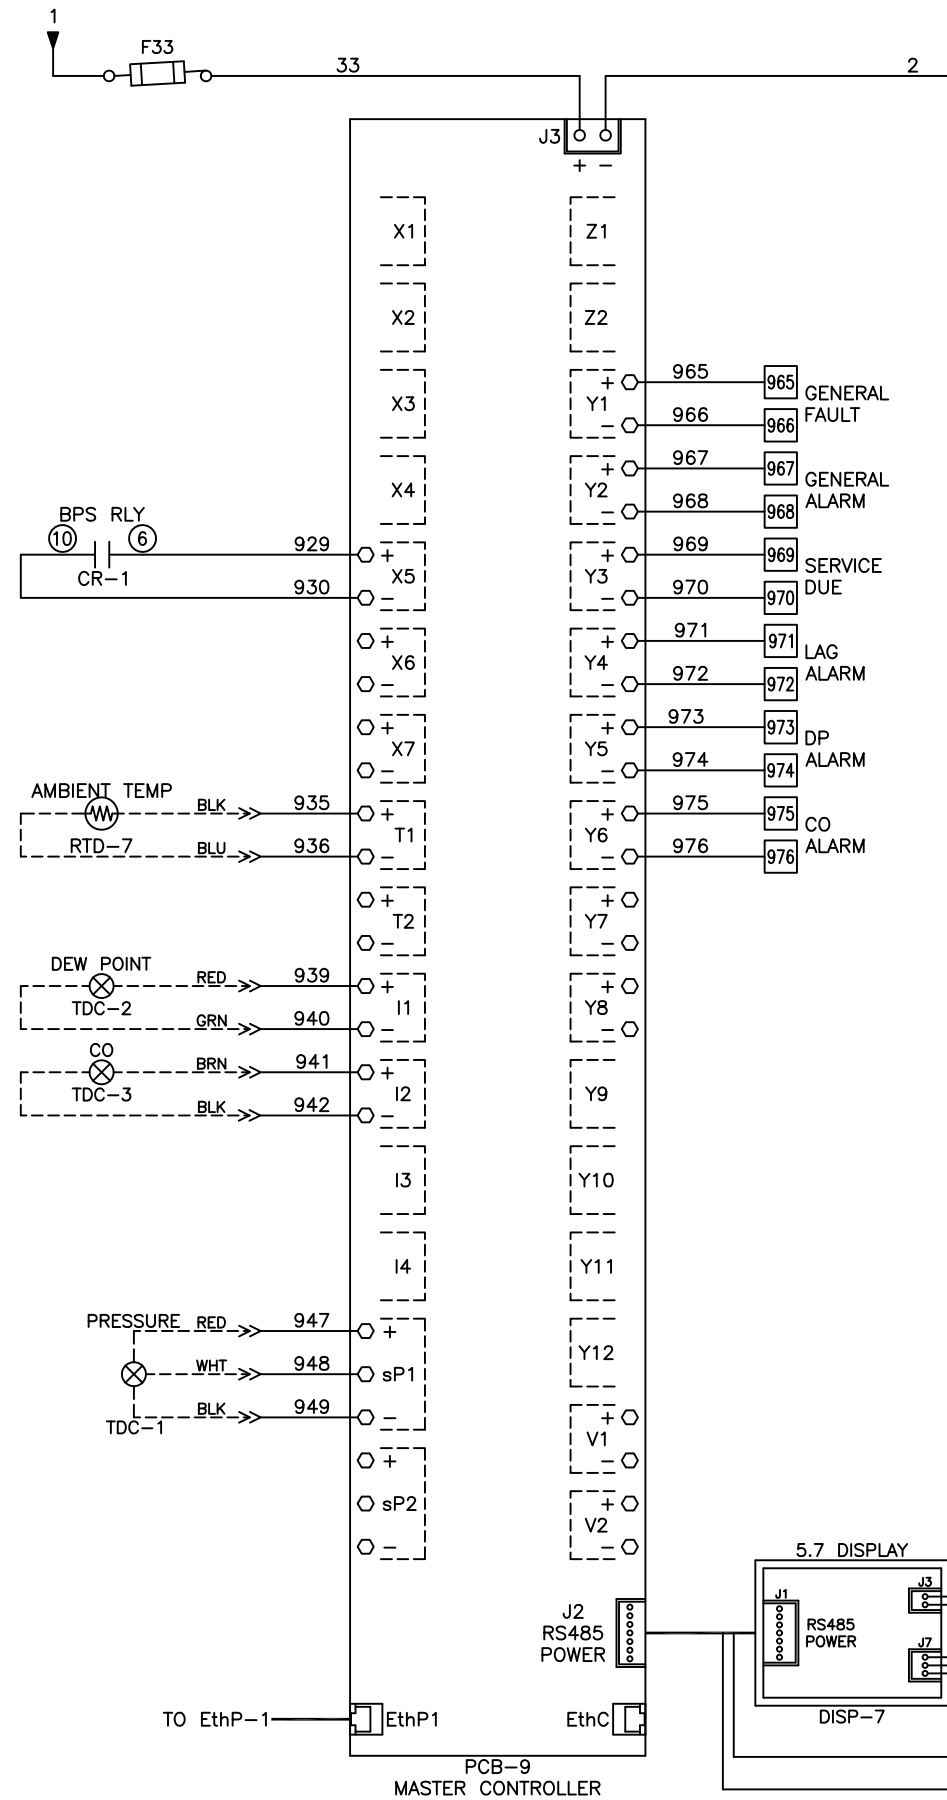 1
F33
33
2
J3
+ −
X1
Z1
X2
Z2
X3
+
Y1
−
965
965
966
966
GENERAL
FAULT
X4
+
Y2
−
967
967
968
968
GENERAL
ALARM
BPS RLY
10
6
CR-1
929
930
+
X5
−
+
Y3
−
969
969
970
970
SERVICE
DUE
+
X6
−
+
Y4
−
971
971
972
972
LAG
ALARM
+
X7
−
+
Y5
−
973
973
974
974
DP
ALARM
AMBIENT TEMP
RTD-7
BLK
BLU
935
936
+
T1
−
+
Y6
−
975
975
976
976
CO
ALARM
+
T2
−
+
Y7
−
DEW POINT
TDC-2
RED
GRN
939
940
+
I1
−
+
Y8
−
CO
TDC-3
BRN
BLK
941
942
+
I2
−
Y9
I3
Y10
I4
Y11
PRESSURE
TDC-1
RED
WHT
BLK
947
948
949
+
sP1
−
Y12
+
V1
−
+
sP2
−
+
V2
−
J2
RS485
POWER
5.7 DISPLAY
J1
RS485
POWER
J3
J7
DISP-7
TO EthP-1
EthP1
EthC
PCB-9
MASTER CONTROLLER